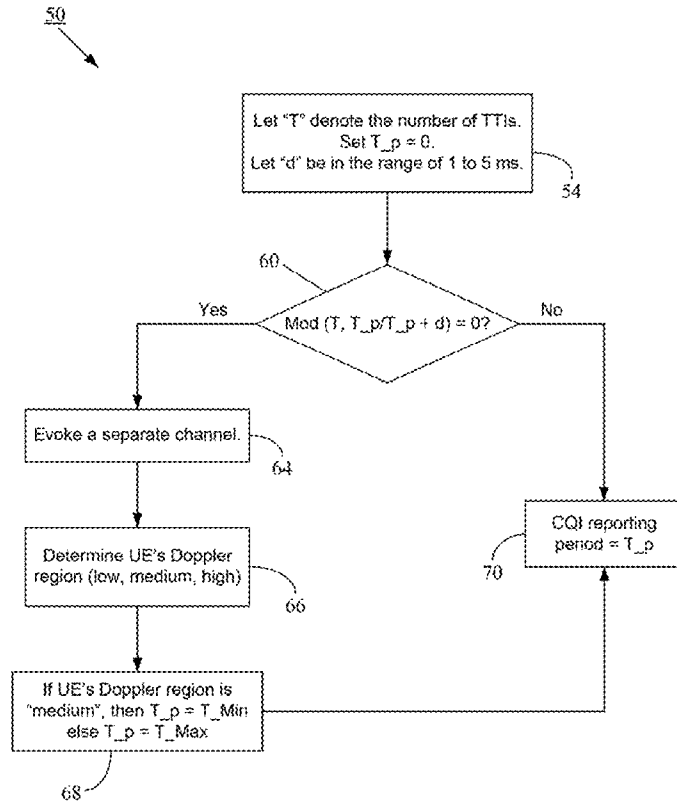 50
Let "T" denote the number of TTIs.
Set T_p = 0.
Let "d" be in the range of 1 to 5 ms.
54
60
Yes
Mod (T, T_p/T_p + d) = 0?
No
Evoke a separate channel.
64
Determine UE's Doppler
region (low, medium, high)
66
CQI reporting
period = T_p
70
If UE's Doppler region is
"medium", then T_p = T_Min
else T_p = T_Max
68